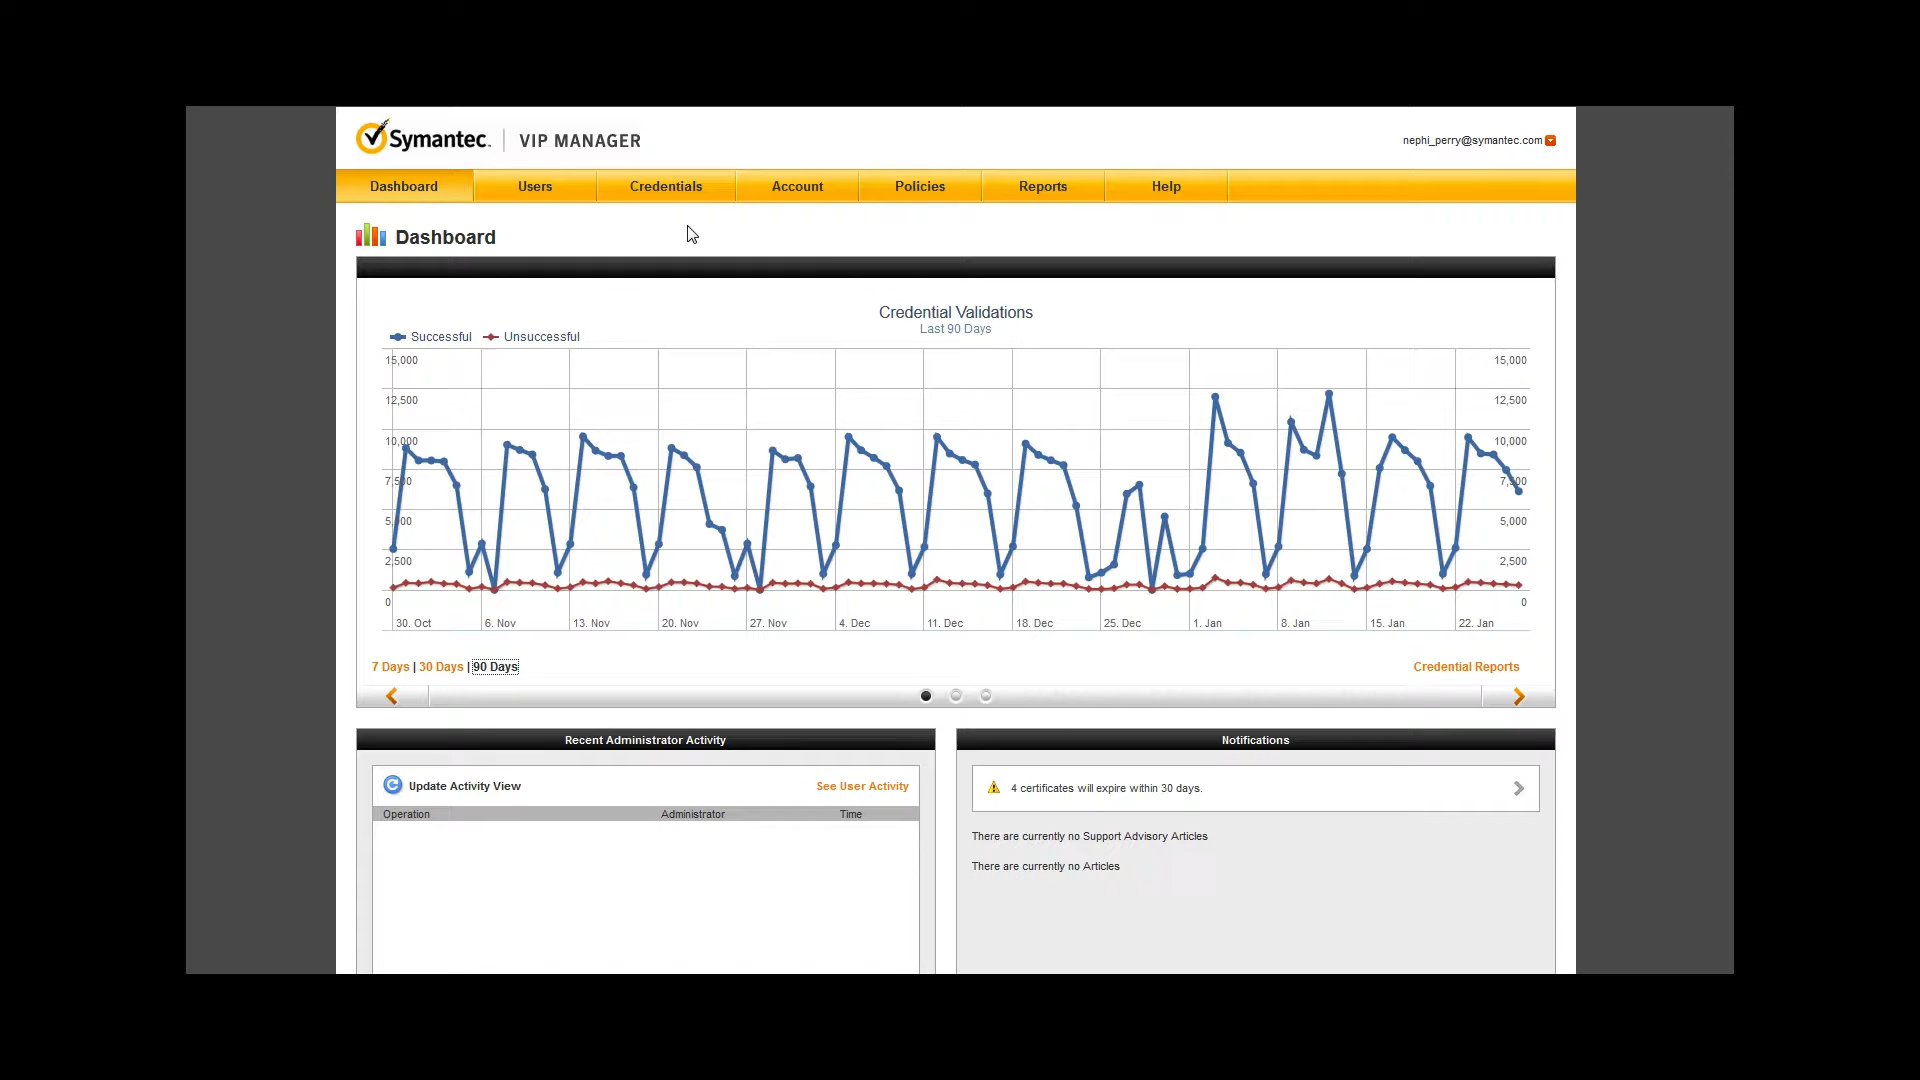 Symantec. | VIP MANAGER
nephi_perry@symantec.com
Dashboard Users Credentials Account Policies Reports Help
Dashboard
Credential Validations
Last 90 Days
Successful Unsuccessful
15,000 15,000
12,500 12,500
10,000 10,000
7,500 7,500
5,000 5,000
2,500 2,500
0 0
30. Oct 6. Nov 13. Nov 20. Nov 27. Nov 4. Dec 11. Dec 18. Dec 25. Dec 1. Jan 8. Jan 15. Jan 22. Jan
7 Days | 30 Days | 90 Days Credential Reports
Recent Administrator Activity
Update Activity View See User Activity
Operation Administrator Time
Notifications
4 certificates will expire within 30 days.
There are currently no Support Advisory Articles
There are currently no Articles